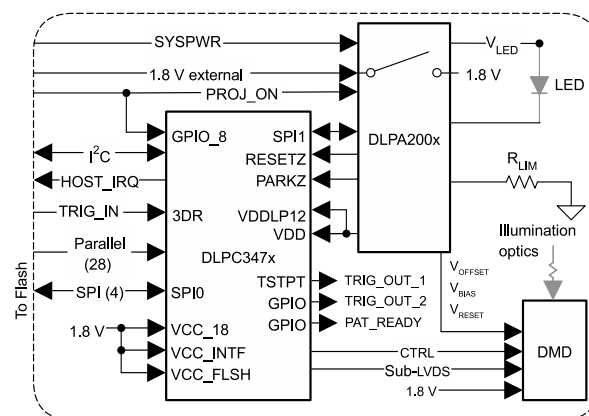 SYSPWR
V_LED
1.8 V external
1.8 V
LED
PROJ_ON
GPIO_8
SPI1
DLPA200x
I²C
RESETZ
HOST_IRQ
PARKZ
R_LIM
TRIG_IN
3DR
VDDLP12
Illumination optics
Parallel (28)
VDD
DLPC347x
V_OFFSET
TSTPT
TRIG_OUT_1
V_BIAS
To Flash
SPI (4)
SPI0
GPIO
TRIG_OUT_2
V_RESET
1.8 V
VCC_18
GPIO
PAT_READY
VCC_INTF
CTRL
DMD
VCC_FLSH
Sub-LVDS
1.8 V